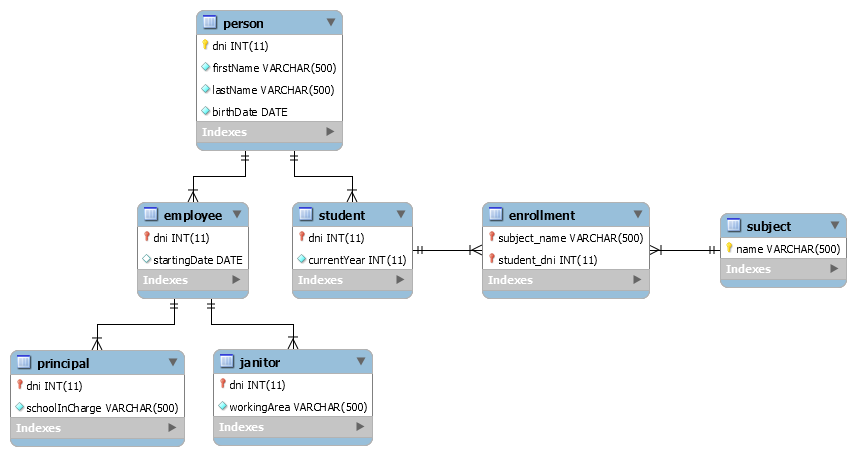 person
dni INT(11)
firstName VARCHAR(500)
lastName VARCHAR(500)
birthDate DATE
Indexes
employee
dni INT(11)
startingDate DATE
Indexes
student
dni INT(11)
currentYear INT(11)
Indexes
enrollment
subject_name VARCHAR(500)
student_dni INT(11)
Indexes
subject
name VARCHAR(500)
Indexes
principal
dni INT(11)
schoolInCharge VARCHAR(500)
Indexes
janitor
dni INT(11)
workingArea VARCHAR(500)
Indexes